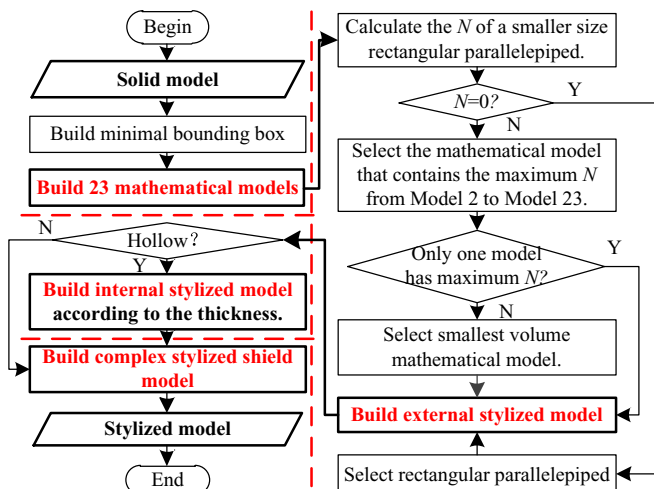 Begin
Solid model
Build minimal bounding box
Build 23 mathematical models
Calculate the N of a smaller size
rectangular parallelepiped.
N=0?
Y
N
Select the mathematical model
that contains the maximum N
from Model 2 to Model 23.
Only one model
has maximum N?
Y
N
Select smallest volume
mathematical model.
Build external stylized model
Select rectangular parallelepiped
N
Hollow?
Y
Build internal stylized model
according to the thickness.
Build complex stylized shield
model
Stylized model
End